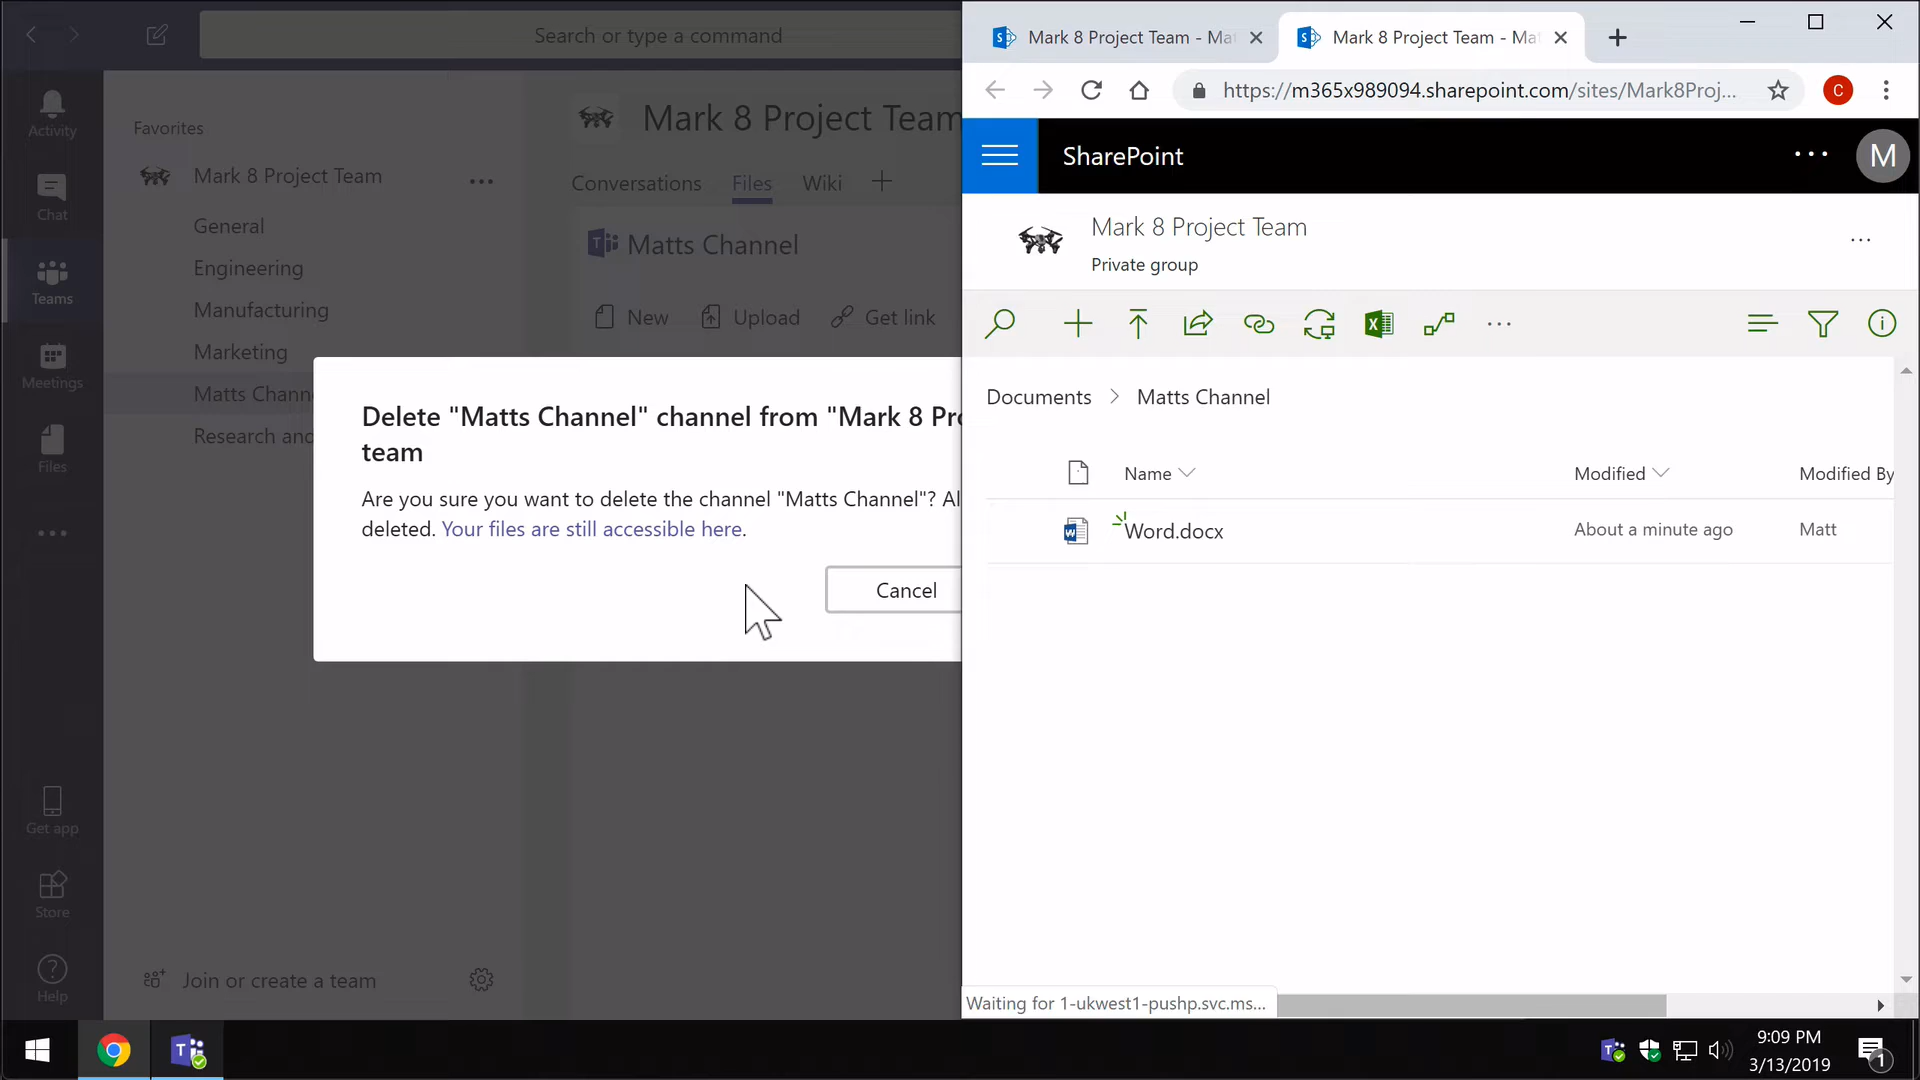 Search or type a command
Activity
Chat
Teams
Meetings
Files
Get app
Store
Help
Favorites
Mark 8 Project Team
General
Engineering
Manufacturing
Marketing
Matts Chann
Research and
Join or create a team
Mark 8 Project Team
Conversations Files Wiki
Matts Channel
New Upload Get link
Delete "Matts Channel" channel from "Mark 8 Pro
team
Are you sure you want to delete the channel "Matts Channel"? Al
deleted. Your files are still accessible here.
Cancel
Mark 8 Project Team - Ma
Mark 8 Project Team - Ma
https://m365x989094.sharepoint.com/sites/Mark8Proj...
C
SharePoint
M
Mark 8 Project Team
Private group
Documents > Matts Channel
Name Modified Modified By
Word.docx About a minute ago Matt
Waiting for 1-ukwest1-pushp.svc.ms...
9:09 PM
3/13/2019
1